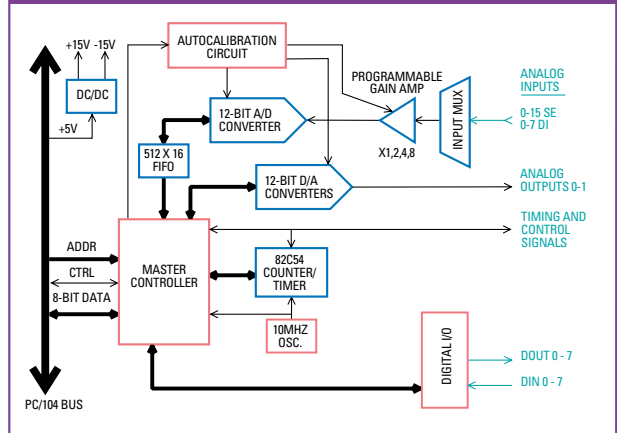 +15V -15V
AUTOCALIBRATION
CIRCUIT
DC/DC
+5V
PROGRAMMABLE
GAIN AMP
X1,2,4,8
INPUT MUX
ANALOG
INPUTS
0-15 SE
0-7 DI
12-BIT A/D
CONVERTER
512 X 16
FIFO
12-BIT D/A
CONVERTERS
ANALOG
OUTPUTS 0-1
TIMING AND
CONTROL
SIGNALS
ADDR
CTRL
8-BIT DATA
MASTER
CONTROLLER
82C54
COUNTER/
TIMER
10MHZ
OSC.
DIGITAL I/O
DOUT 0 - 7
DIN 0 - 7
PC/104 BUS